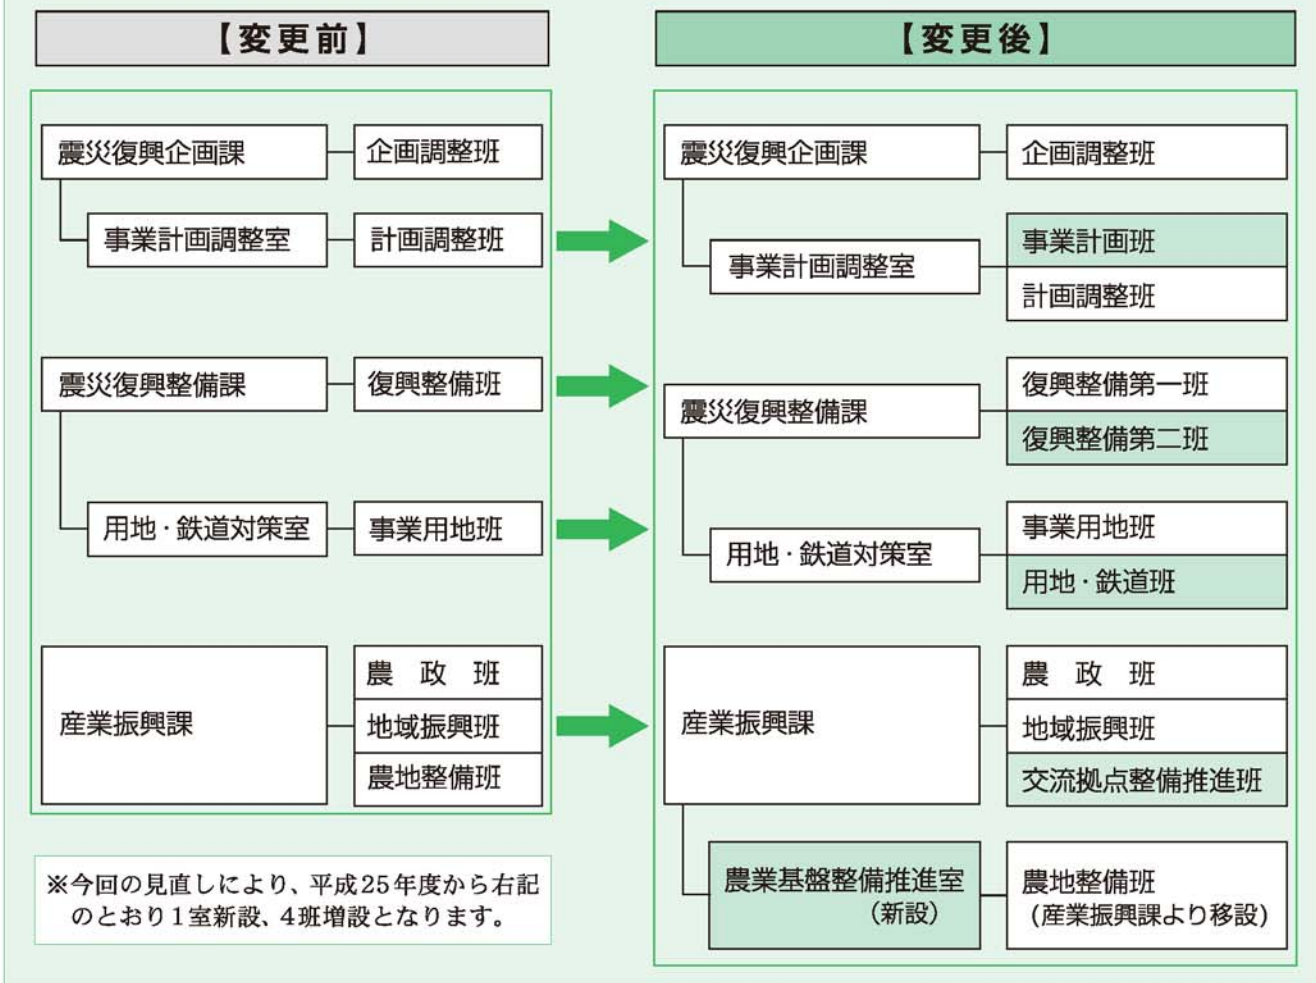 【変更前】
震災復興企画課
企画調整班
事業計画調整室
計画調整班
震災復興整備課
復興整備班
用地・鉄道対策室
事業用地班
産業振興課
農　政　班
地域振興班
農地整備班
※今回の見直しにより、平成25年度から右記
のとおり1室新設、4班増設となります。
【変更後】
震災復興企画課
企画調整班
事業計画調整室
事業計画班
計画調整班
震災復興整備課
復興整備第一班
復興整備第二班
用地・鉄道対策室
事業用地班
用地・鉄道班
産業振興課
農　政　班
地域振興班
交流拠点整備推進班
農業基盤整備推進室
（新設）
農地整備班
（産業振興課より移設）